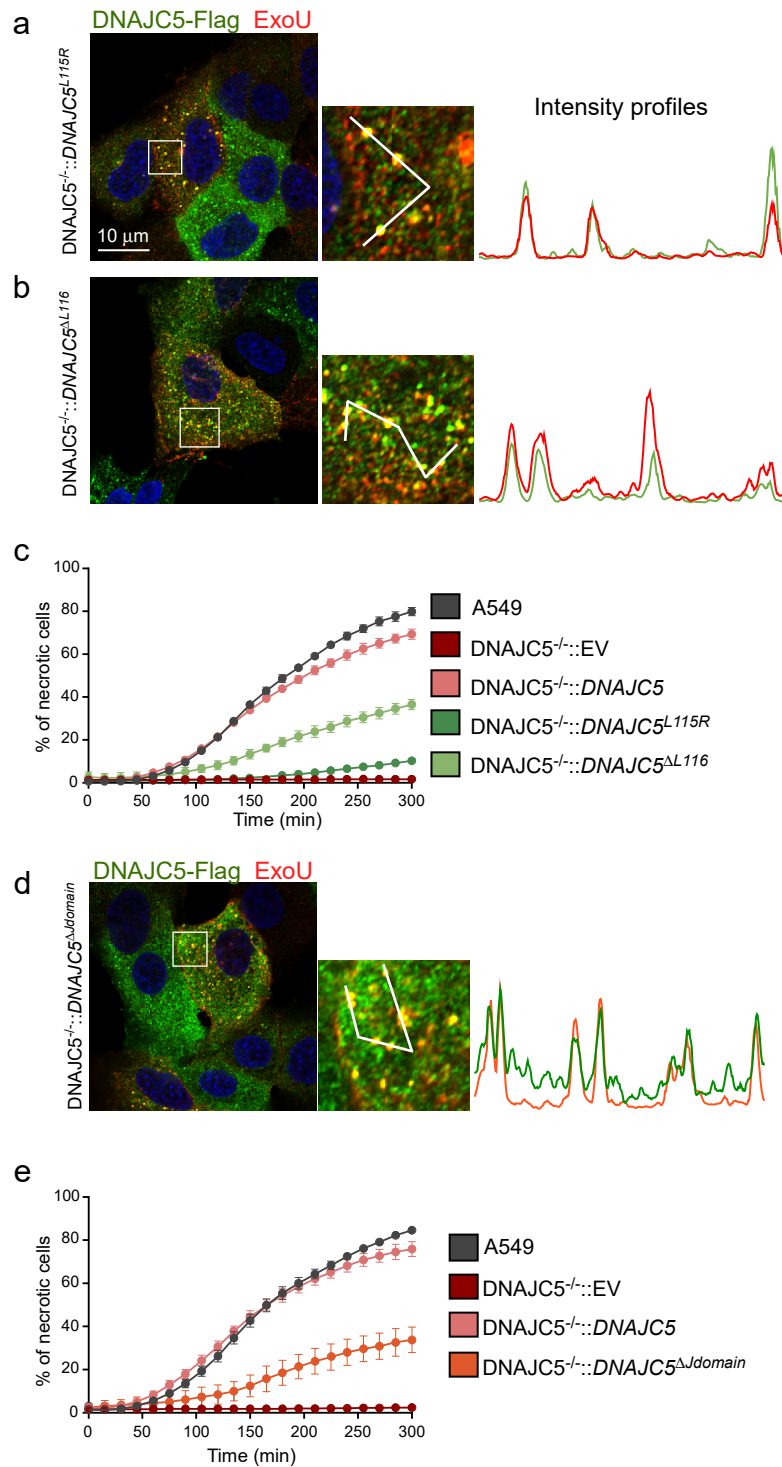 a
DNAJC5-Flag ExoU
DNAJC5-/-::DNAJC5L115R
10 µm
Intensity profiles
b
DNAJC5-/-::DNAJC5ΔL116
c
% of necrotic cells
100
80
60
40
20
0
0 50 100 150 200 250 300
Time (min)
A549
DNAJC5-/-::EV
DNAJC5-/-::DNAJC5
DNAJC5-/-::DNAJC5L115R
DNAJC5-/-::DNAJC5ΔL116
d
DNAJC5-Flag ExoU
DNAJC5-/-::DNAJC5ΔJdomain
e
% of necrotic cells
100
80
60
40
20
0
0 50 100 150 200 250 300
Time (min)
A549
DNAJC5-/-::EV
DNAJC5-/-::DNAJC5
DNAJC5-/-::DNAJC5ΔJdomain